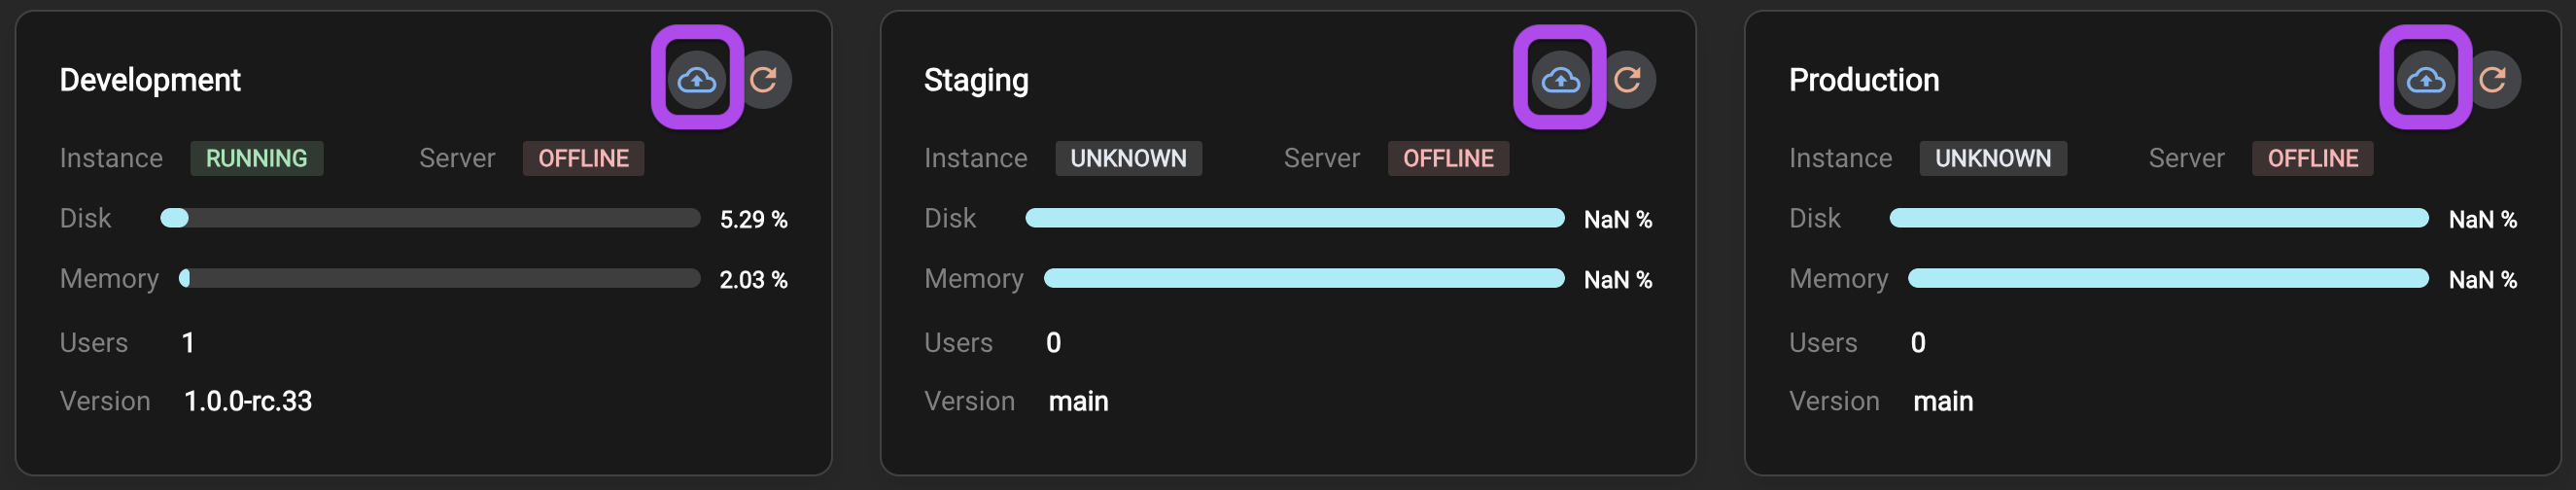 Development
Instance RUNNING Server OFFLINE
Disk 5.29 %
Memory 2.03 %
Users 1
Version 1.0.0-rc.33
Staging
Instance UNKNOWN Server OFFLINE
Disk NaN %
Memory NaN %
Users 0
Version main
Production
Instance UNKNOWN Server OFFLINE
Disk NaN %
Memory NaN %
Users 0
Version main